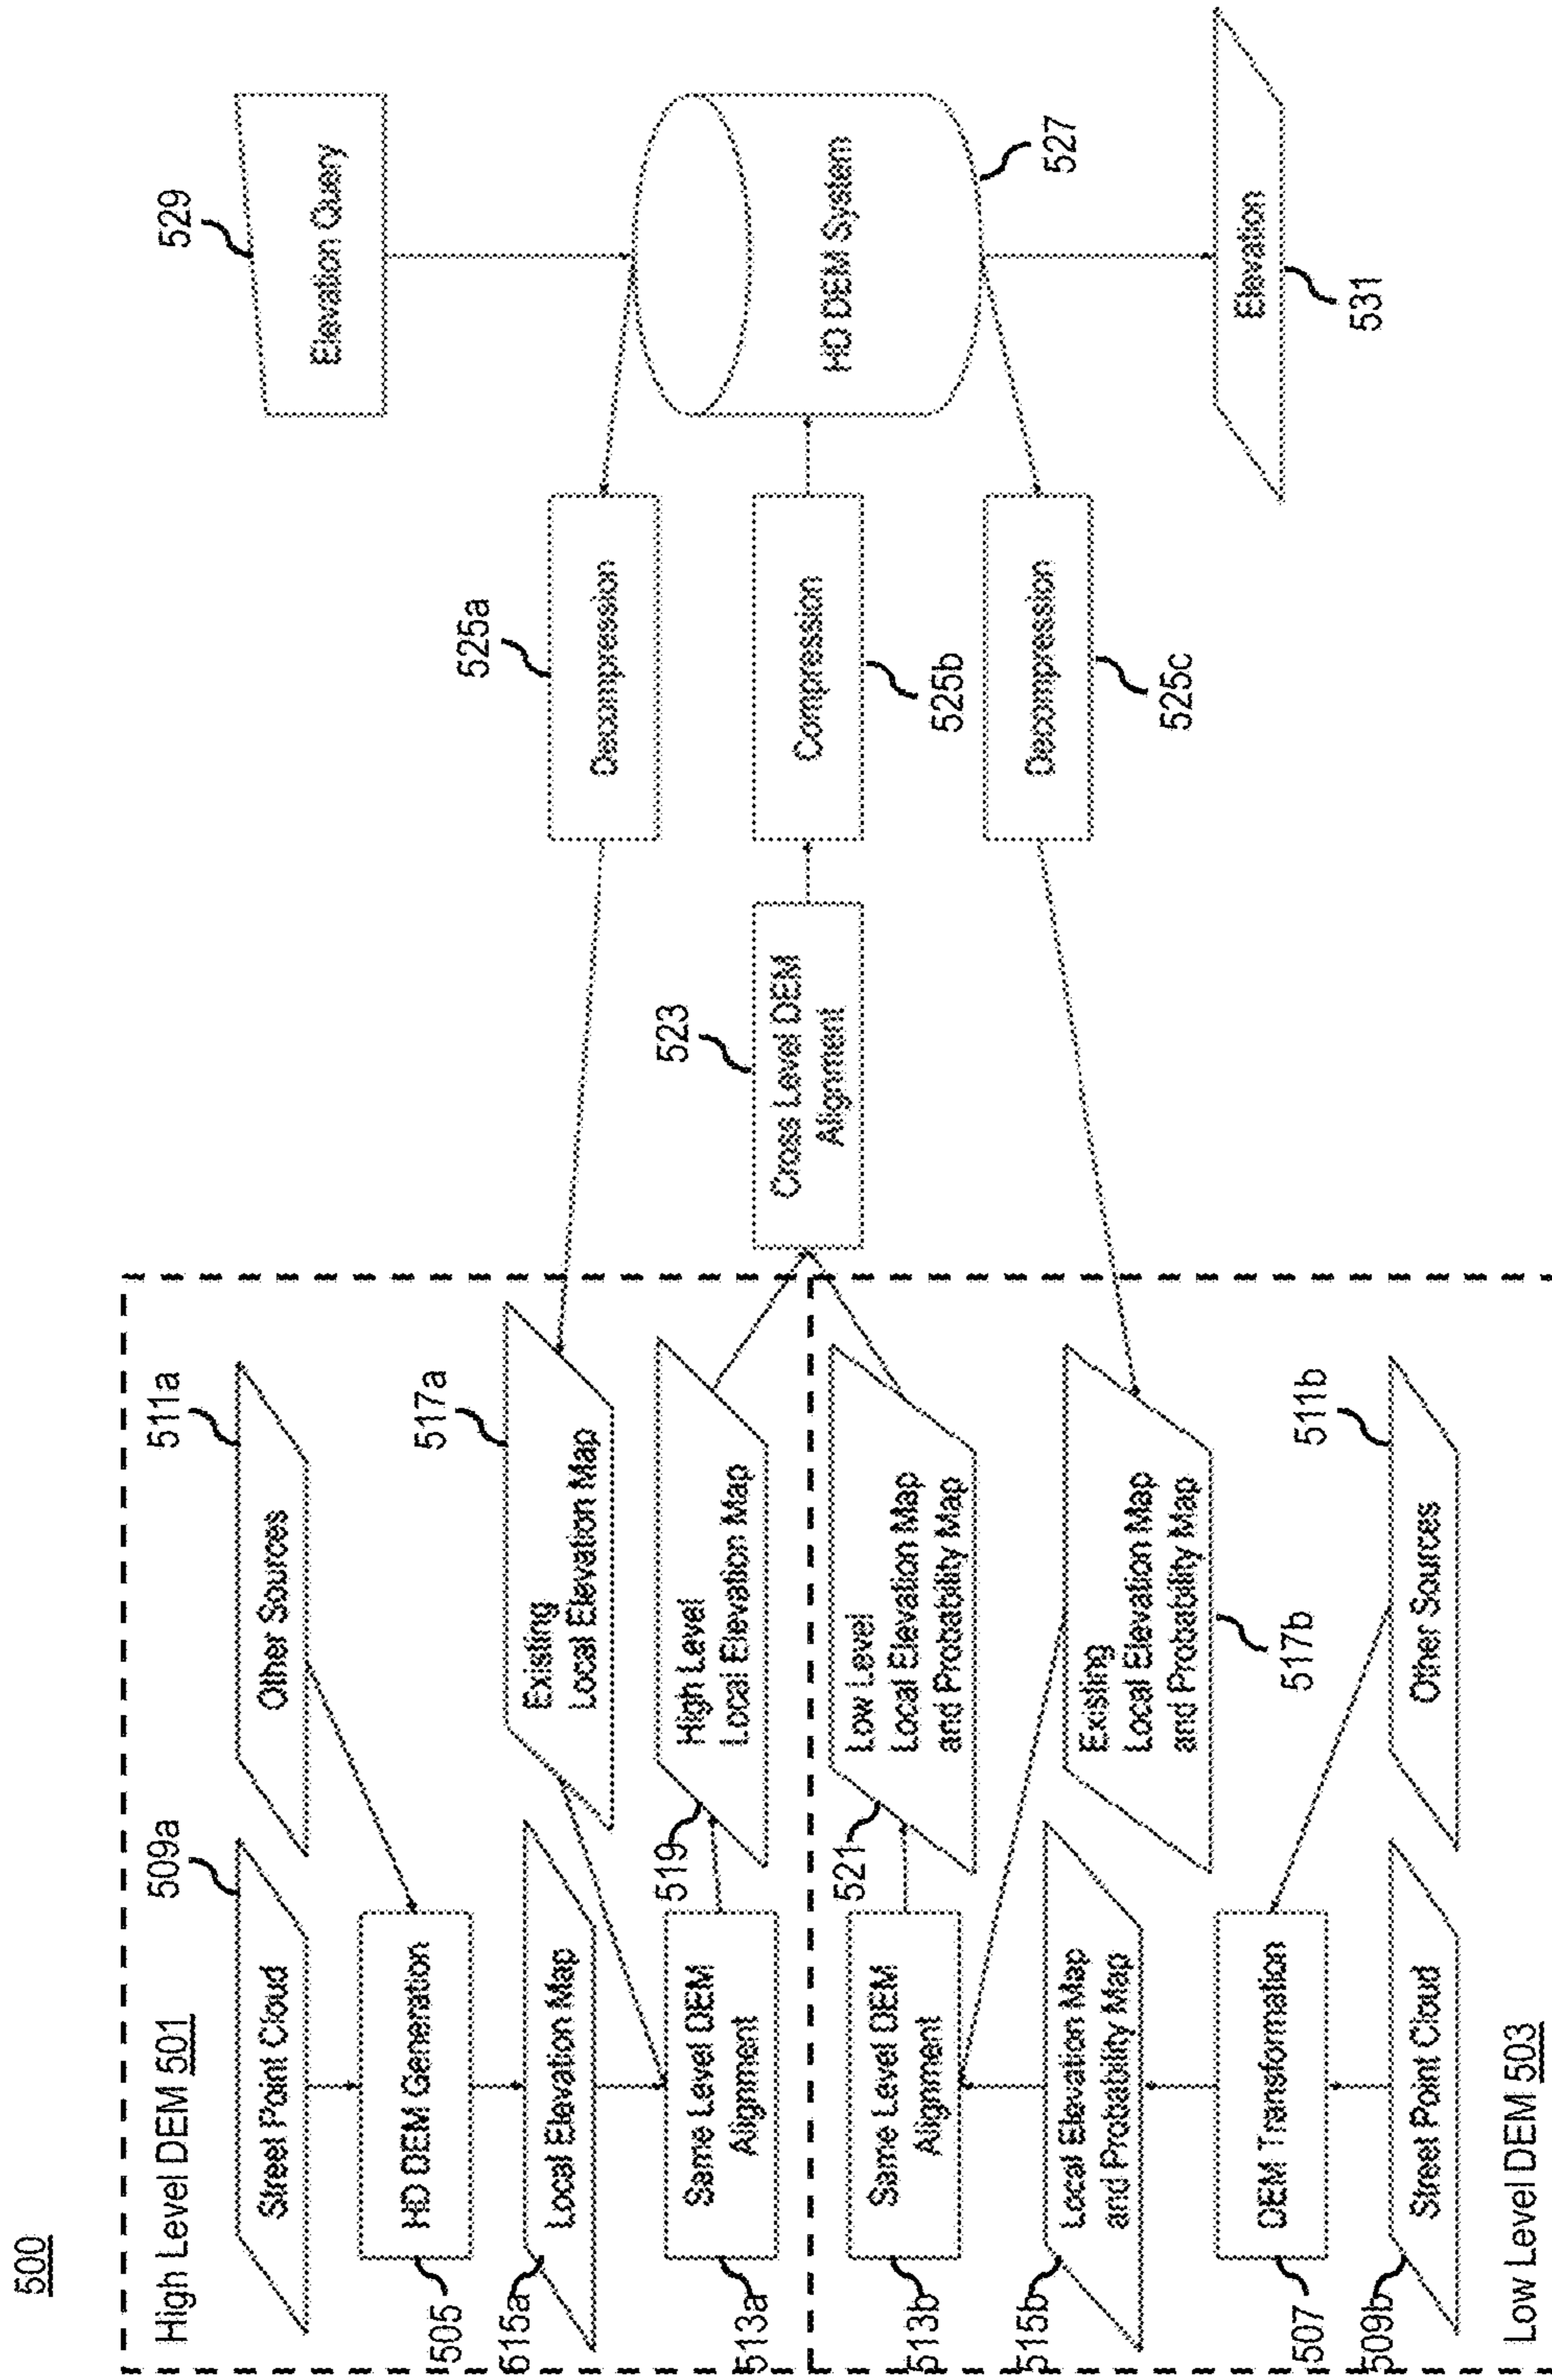 500
High Level DEM 501
509a
Street Point Cloud
511a
Other Sources
505
HD DEM Generation
515a
Local Elevation Map
517a
Existing
Local Elevation Map
513a
Same Level DEM
Alignment
519
High Level
Local Elevation Map
513b
Same Level DEM
Alignment
521
Low Level
Local Elevation Map
and Probability Map
515b
Local Elevation Map
and Probability Map
Existing
Local Elevation Map
and Probability Map
517b
507
DEM Transformation
509b
Street Point Cloud
511b
Other Sources
Low Level DEM 503
523
Cross Level DEM
Alignment
525a
Decompression
Compression
525b
Decompression
525c
529
Elevation Query
HD DEM System
527
Elevation
531